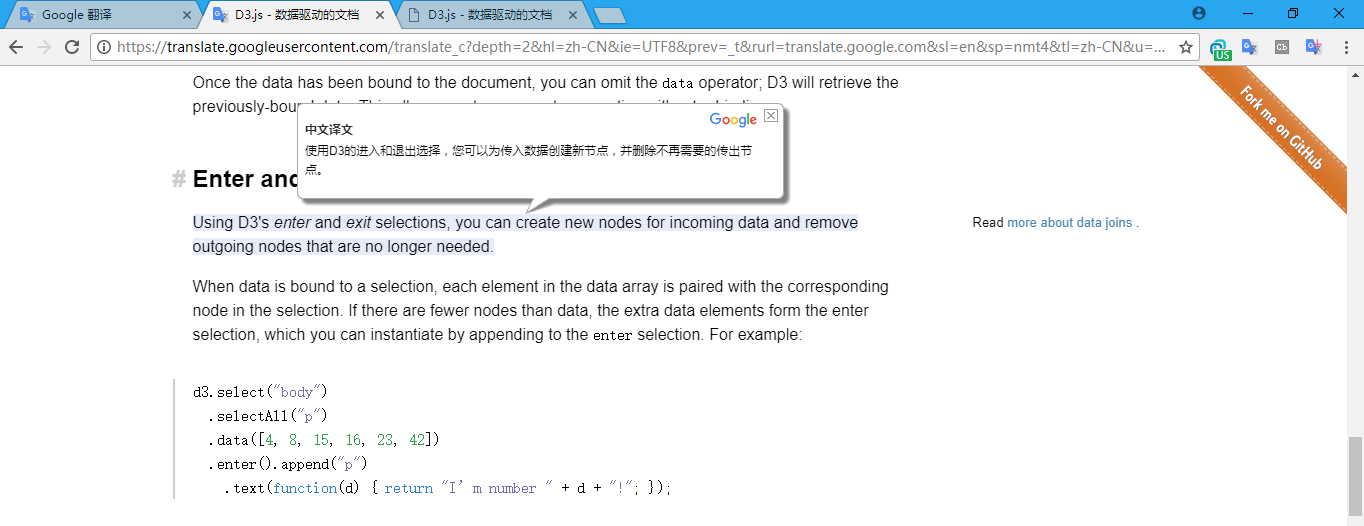 Google 翻译
D3.js - 数据驱动的文档
D3.js - 数据驱动的文档
https://translate.googleusercontent.com/translate_c?depth=2&hl=zh-CN&ie=UTF8&prev=_t&rurl=translate.google.com&sl=en&sp=nmt4&tl=zh-CN&u=...
US
Cb
Once the data has been bound to the document, you can omit the data operator; D3 will retrieve the
Fork me on GitHub
Google
中文译文
使用D3的进入和退出选择，您可以为传入数据创建新节点，并删除不再需要的传出节
点。
# Enter and
Using D3's enter and exit selections, you can create new nodes for incoming data and remove
outgoing nodes that are no longer needed.
Read more about data joins .
When data is bound to a selection, each element in the data array is paired with the corresponding
node in the selection. If there are fewer nodes than data, the extra data elements form the enter
selection, which you can instantiate by appending to the enter selection. For example:
d3.select("body")
.selectAll("p")
.data([4, 8, 15, 16, 23, 42])
.enter().append("p")
.text(function(d) { return "I’m number " + d + "!"; });